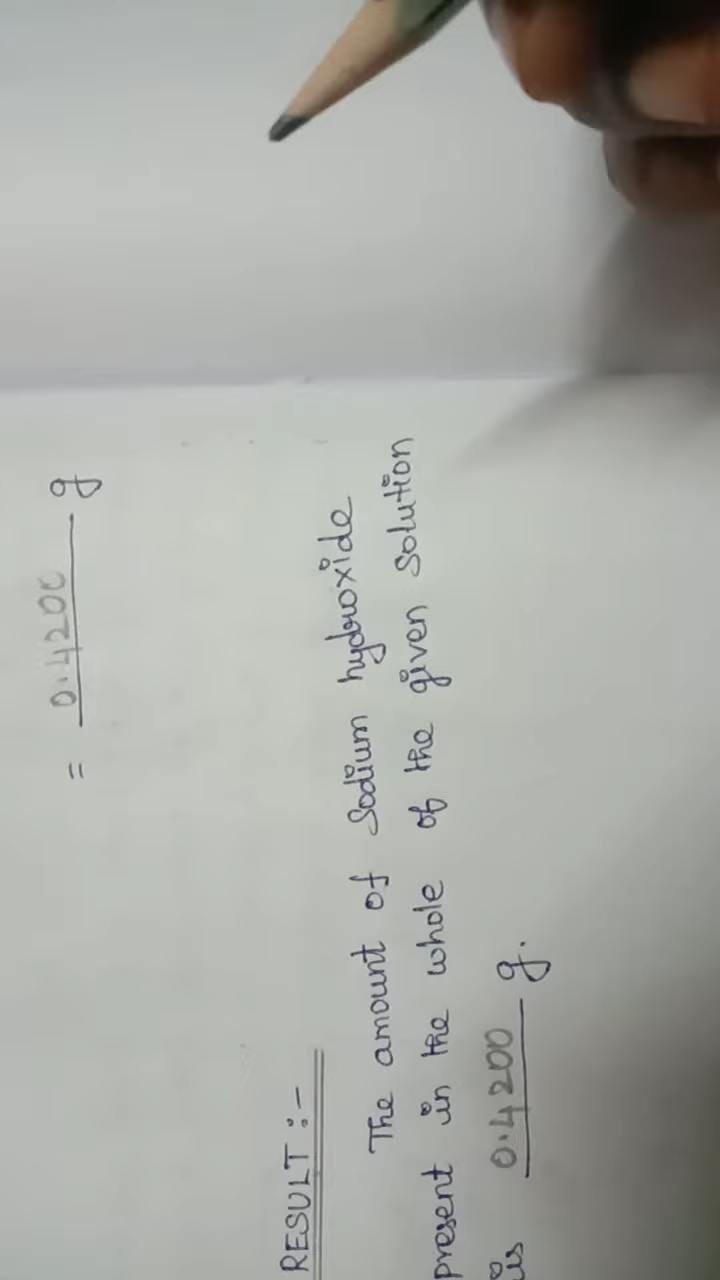 = 0.4200 g
RESULT :-
The amount of Sodium hydroxide
present in the whole of the given solution
is 0.4200 g.